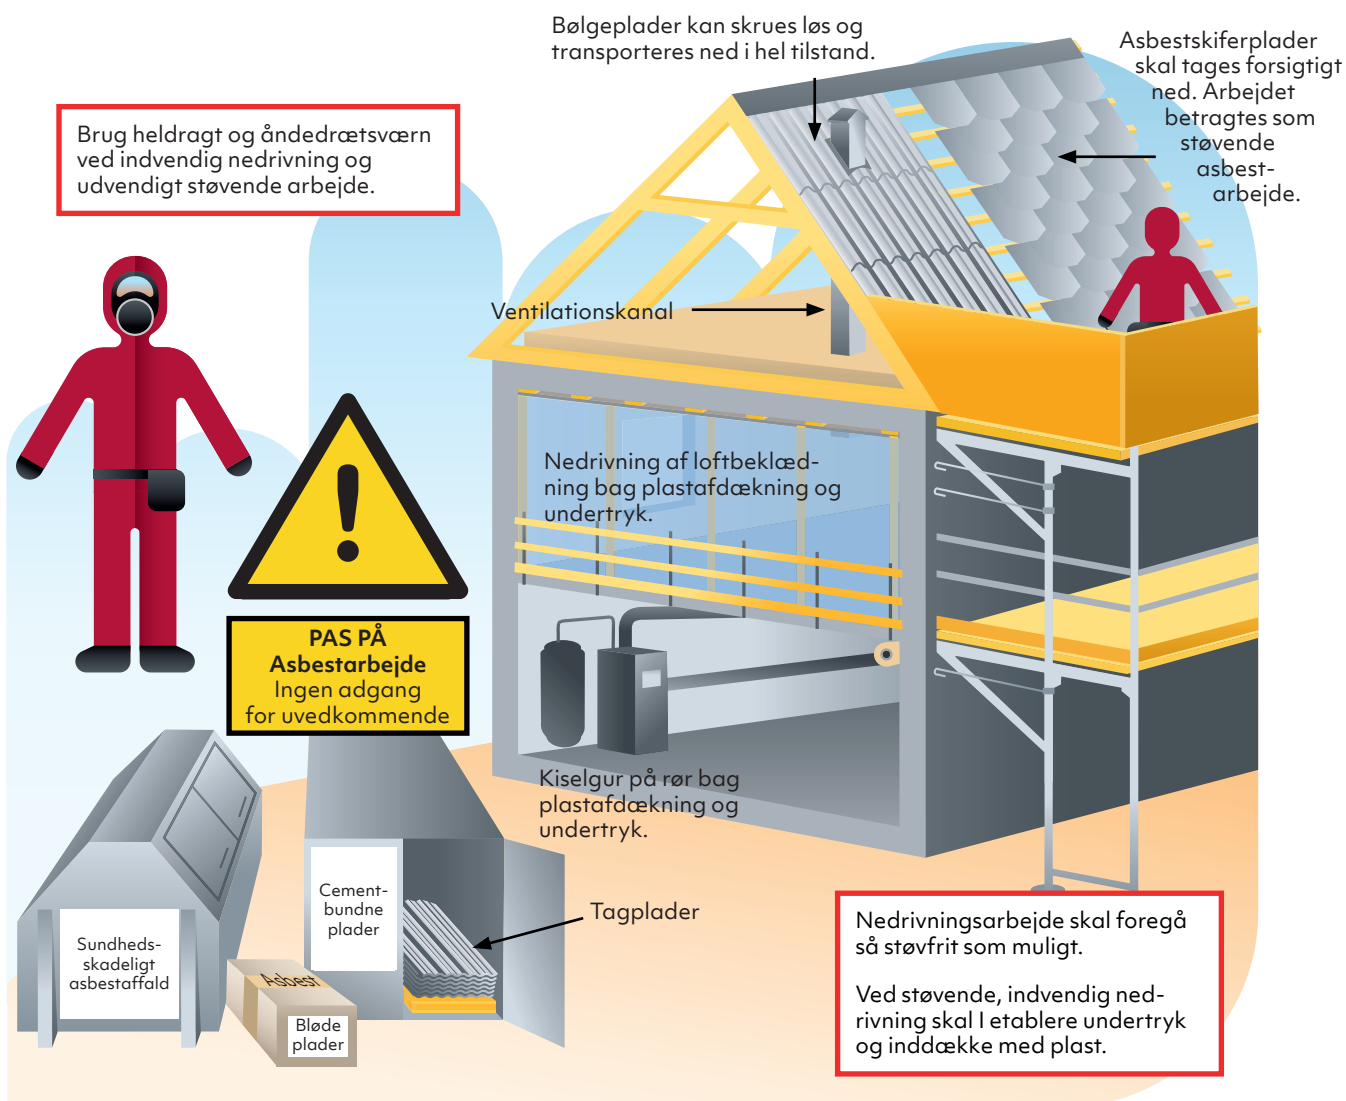 Bølgeplader kan skrues løs og
transporteres ned i hel tilstand.
Asbestskiferplader
skal tages forsigtigt
ned. Arbejdet
betragtes som
støvende
asbest-
arbejde.
Brug heldragt og åndedrætsværn
ved indvendig nedrivning og
udvendigt støvende arbejde.
Ventilationskanal
Nedrivning af loftbeklæd-
ning bag plastafdækning og
undertryk.
PAS PÅ
Asbestarbejde
Ingen adgang
for uvedkommende
Kiselgur på rør bag
plastafdækning og
undertryk.
Cement-
bundne
plader
Tagplader
Sundheds-
skadeligt
asbestaffald
Asbest
Bløde
plader
Nedrivningsarbejde skal foregå
så støvfrit som muligt.
Ved støvende, indvendig ned-
rivning skal I etablere undertryk
og inddække med plast.